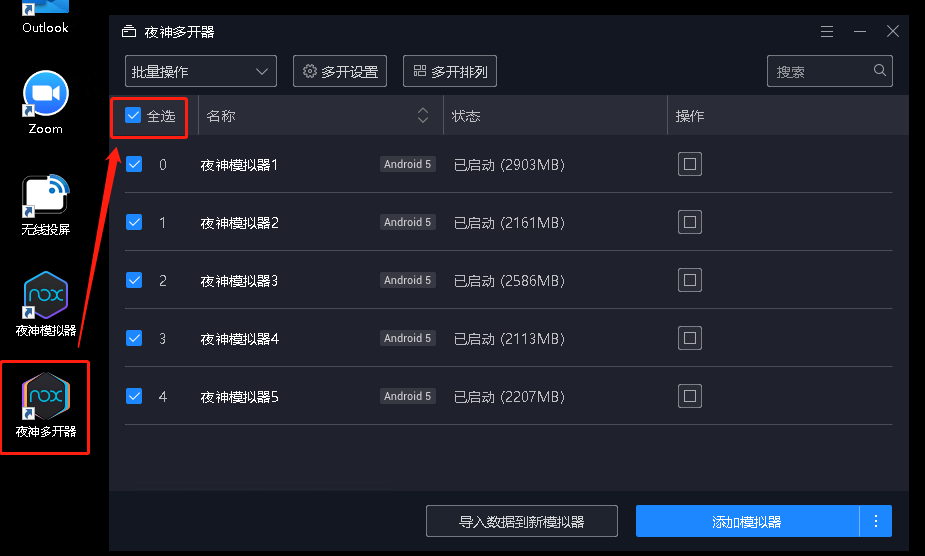 Outlook
Zoom
无线投屏
nox
夜神模拟器
nox
夜神多开器
夜神多开器
批量操作
多开设置
多开排列
搜索
全选
名称
状态
操作
0 夜神模拟器1 Android 5 已启动 (2903MB)
1 夜神模拟器2 Android 5 已启动 (2161MB)
2 夜神模拟器3 Android 5 已启动 (2586MB)
3 夜神模拟器4 Android 5 已启动 (2113MB)
4 夜神模拟器5 Android 5 已启动 (2207MB)
导入数据到新模拟器
添加模拟器